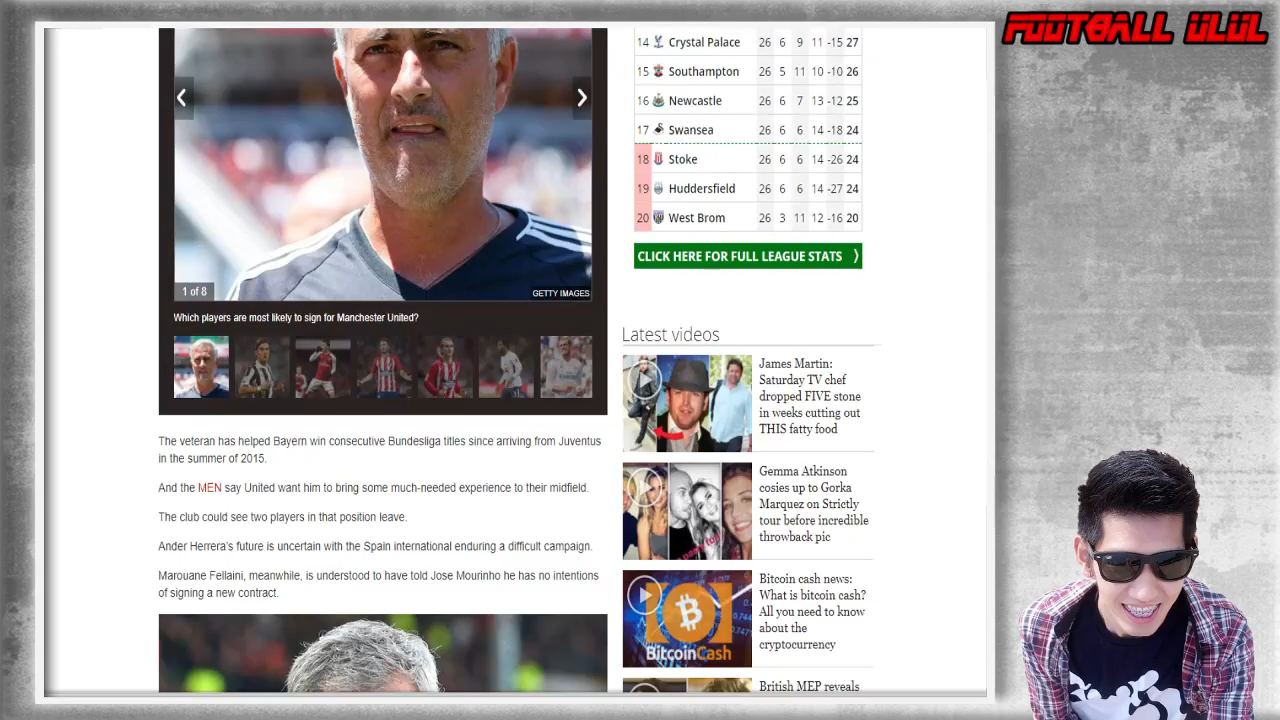 FOOTBALL ULUL
14 Crystal Palace 26 6 9 11 -15 27
15 Southampton 26 5 11 10 -10 26
16 Newcastle 26 6 7 13 -12 25
17 Swansea 26 6 6 14 -18 24
18 Stoke 26 6 6 14 -26 24
19 Huddersfield 26 6 6 14 -27 24
20 West Brom 26 3 11 12 -16 20
CLICK HERE FOR FULL LEAGUE STATS
1 of 8
GETTY IMAGES
Which players are most likely to sign for Manchester United?
The veteran has helped Bayern win consecutive Bundesliga titles since arriving from Juventus
in the summer of 2015.
And the MEN say United want him to bring some much-needed experience to their midfield.
The club could see two players in that position leave.
Ander Herrera's future is uncertain with the Spain international enduring a difficult campaign.
Marouane Fellaini, meanwhile, is understood to have told Jose Mourinho he has no intentions
of signing a new contract.
Latest videos
James Martin:
Saturday TV chef
dropped FIVE stone
in weeks cutting out
THIS fatty food
Gemma Atkinson
cosies up to Gorka
Marquez on Strictly
tour before incredible
throwback pic
Bitcoin cash news:
What is bitcoin cash?
All you need to know
about the
cryptocurrency
BitcoinCash
British MEP reveals